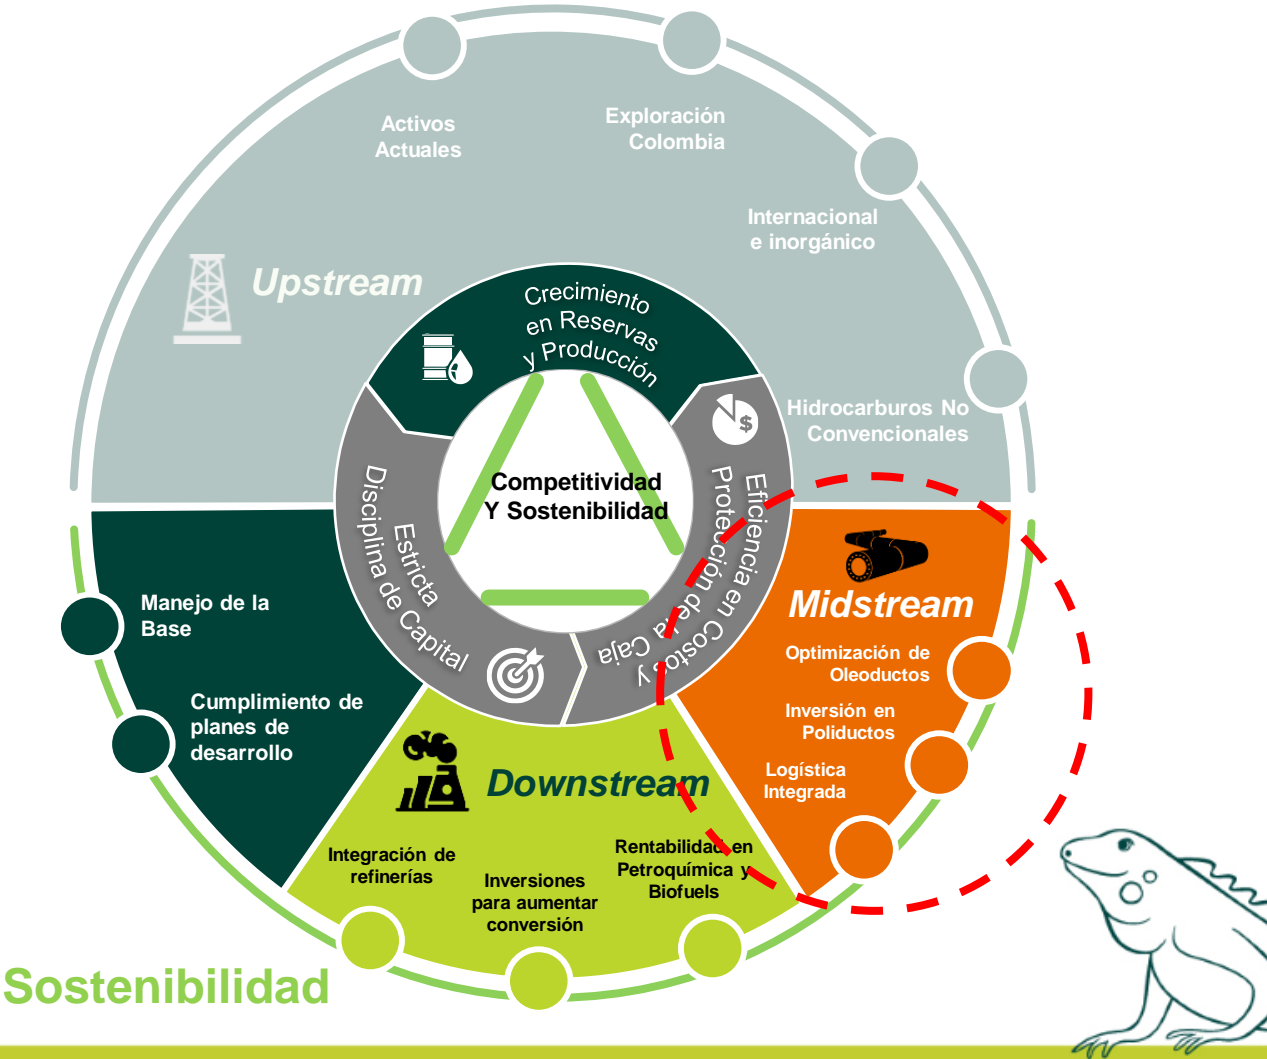 Activos
Actuales
Exploración
Colombia
Internacional
e inorgánico
Upstream
Hidrocarburos No
Convencionales
Crecimiento
en Reservas
y Producción
$
Eficiencia en Costos y
Protección de la Caja
Estricta
Disciplina de Capital
Competitividad
Y Sostenibilidad
Midstream
Optimización de
Oleoductos
Inversión en
Poliductos
Logística
Integrada
Manejo de la
Base
Cumplimiento de
planes de
desarrollo
Downstream
Integración de
refinerías
Inversiones
para aumentar
conversión
Rentabilidad en
Petroquímica y
Biofuels
Sostenibilidad